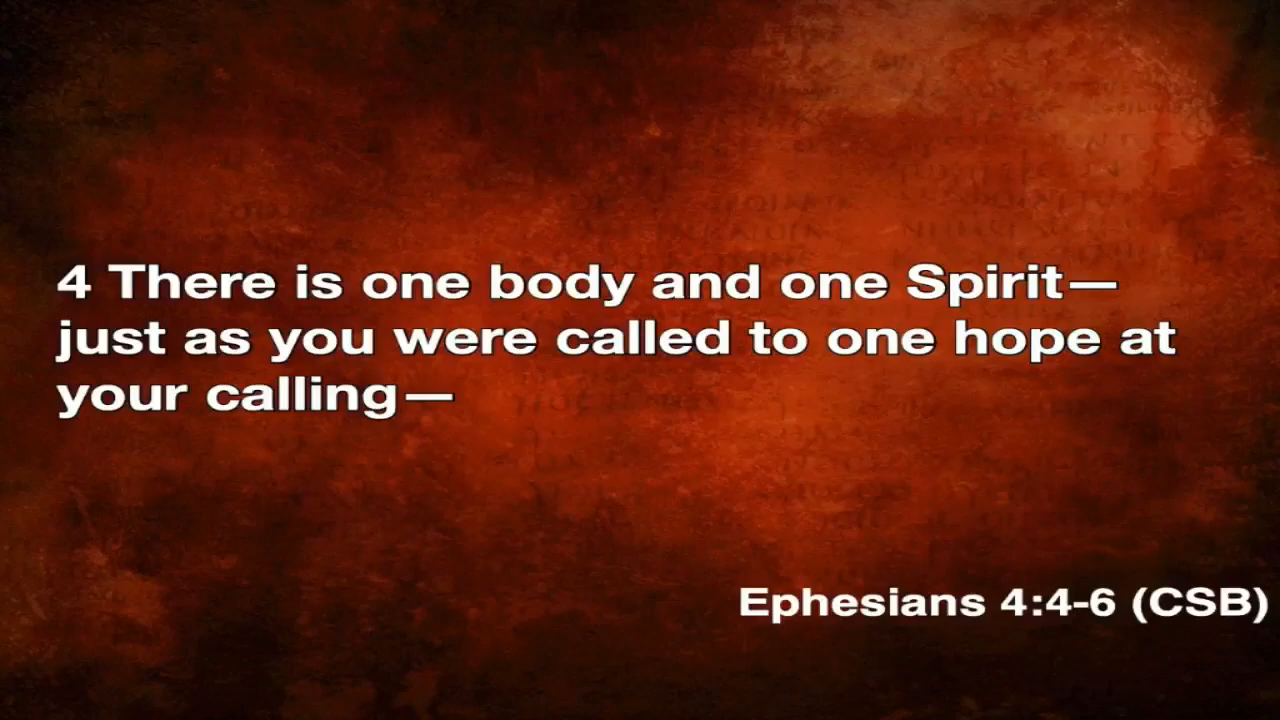 4 There is one body and one Spirit—
just as you were called to one hope at
your calling—
Ephesians 4:4-6 (CSB)